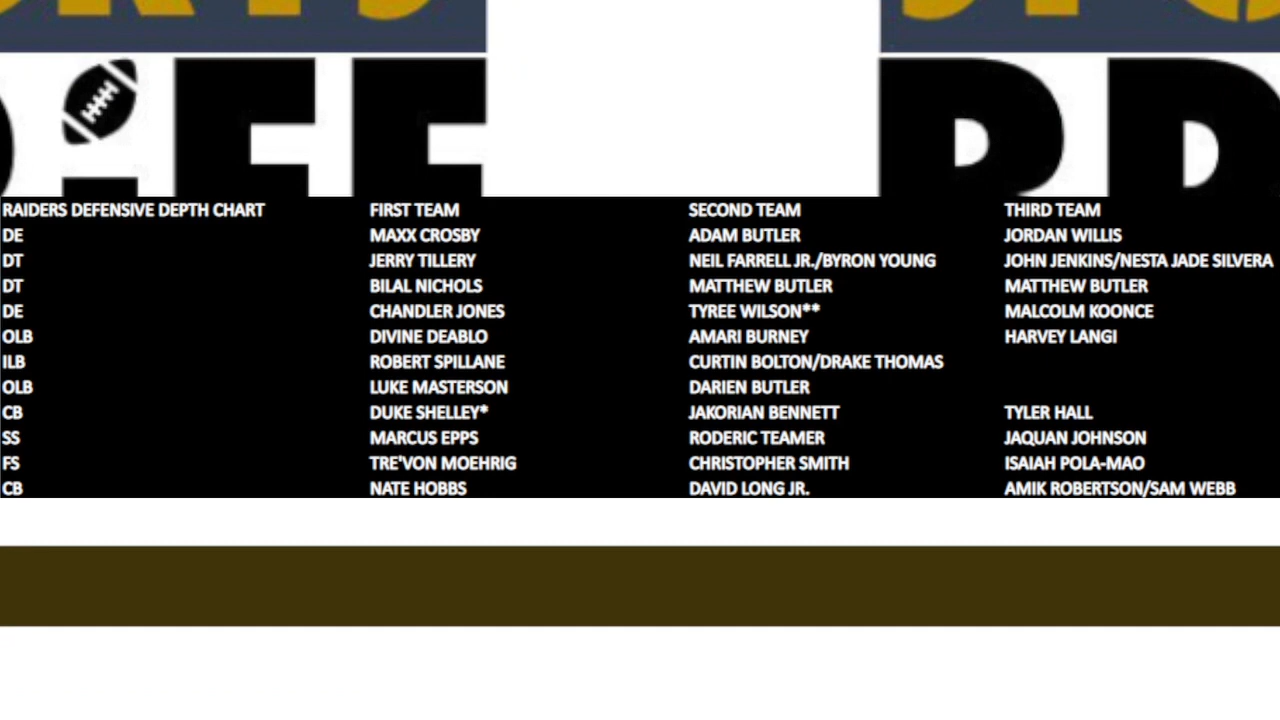 RAIDERS DEFENSIVE DEPTH CHART FIRST TEAM SECOND TEAM THIRD TEAM
DE MAXX CROSBY ADAM BUTLER JORDAN WILLIS
DT JERRY TILLERY NEIL FARRELL JR./BYRON YOUNG JOHN JENKINS/NESTA JADE SILVERA
DT BILAL NICHOLS MATTHEW BUTLER MATTHEW BUTLER
DE CHANDLER JONES TYREE WILSON** MALCOLM KOONCE
OLB DIVINE DEABLO AMARI BURNEY HARVEY LANGI
ILB ROBERT SPILLANE CURTIN BOLTON/DRAKE THOMAS
OLB LUKE MASTERSON DARIEN BUTLER
CB DUKE SHELLEY* JAKORIAN BENNETT TYLER HALL
SS MARCUS EPPS RODERIC TEAMER JAQUAN JOHNSON
FS TRE'VON MOEHRIG CHRISTOPHER SMITH ISAIAH POLA-MAO
CB NATE HOBBS DAVID LONG JR. AMIK ROBERTSON/SAM WEBB